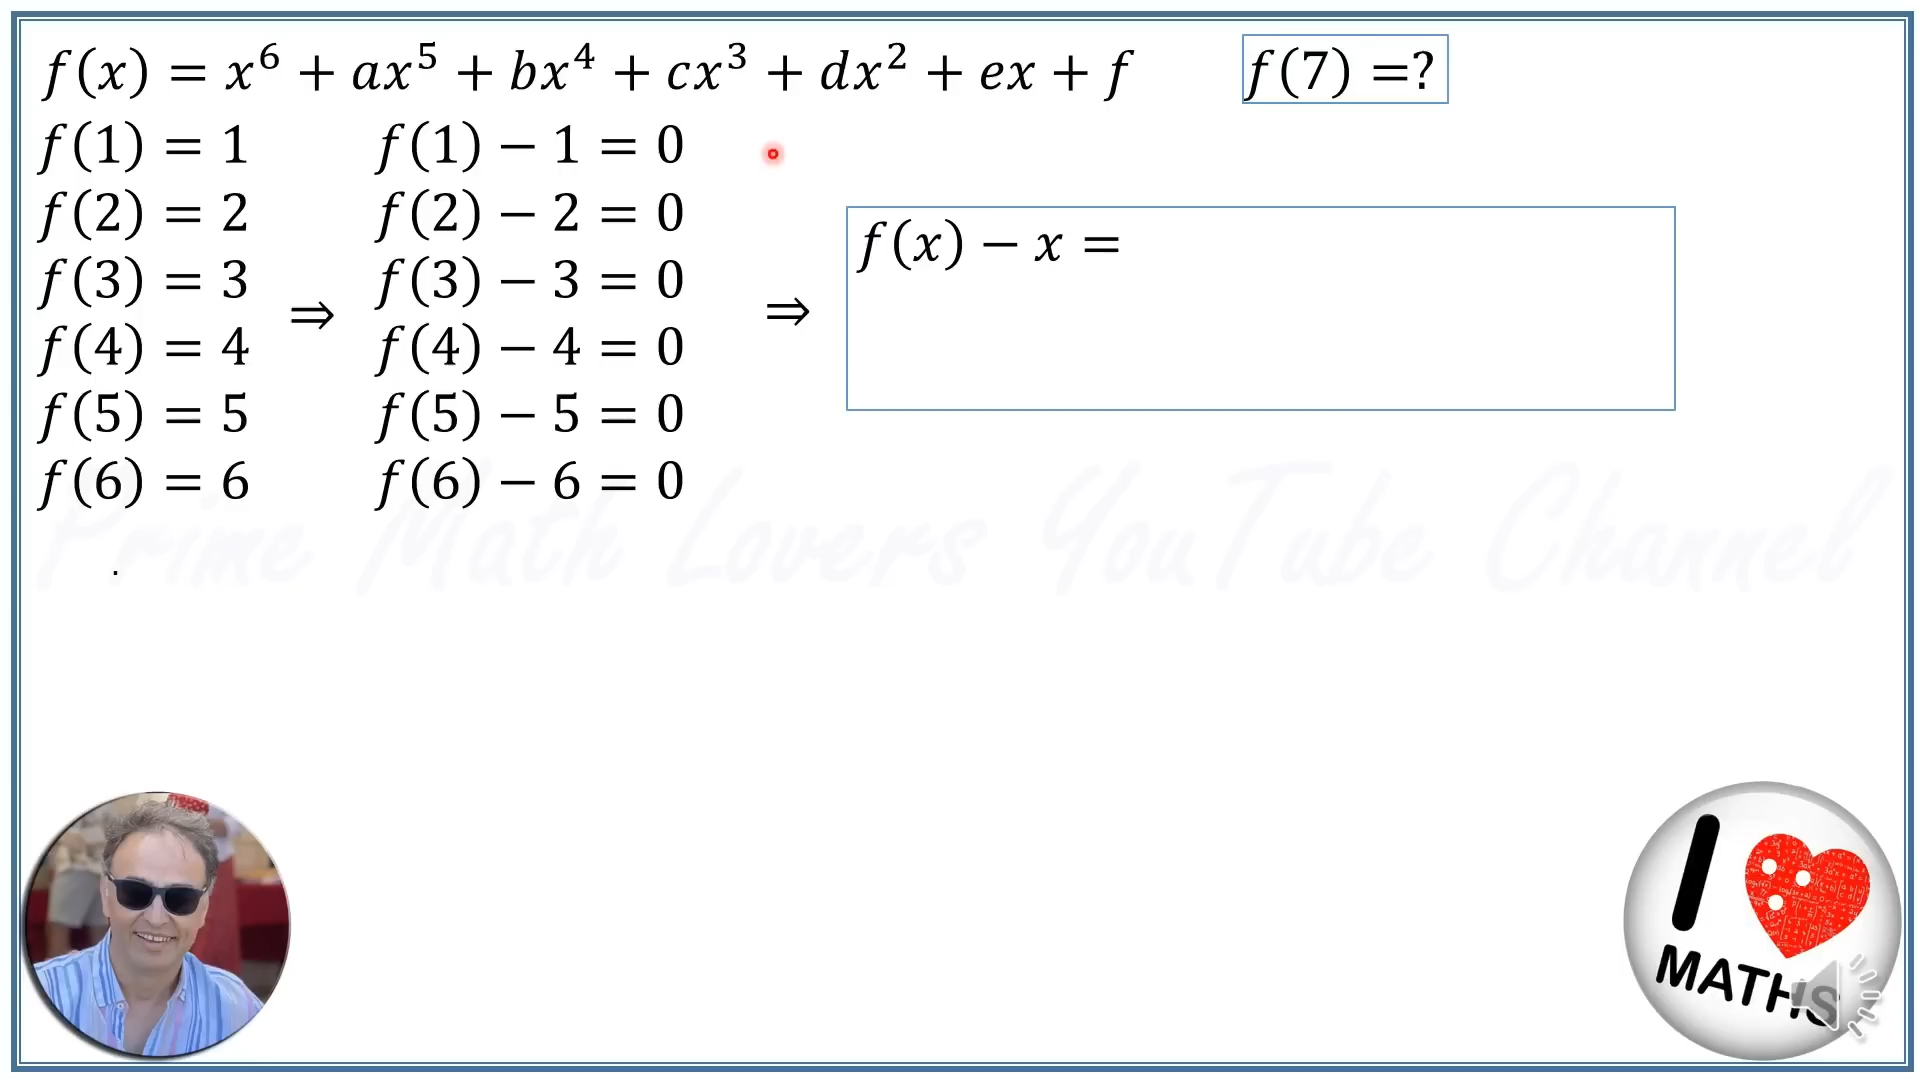 f(x) = x⁶ + ax⁵ + bx⁴ + cx³ + dx² + ex + f f(7) =?
f(1) = 1 f(1) − 1 = 0
f(2) = 2 f(2) − 2 = 0
f(x) − x =
f(3) = 3 f(3) − 3 = 0
⇒ ⇒
f(4) = 4 f(4) − 4 = 0
f(5) = 5 f(5) − 5 = 0
f(6) = 6 f(6) − 6 = 0
Prime Math Lovers YouTube Channel
.
I
MATHS